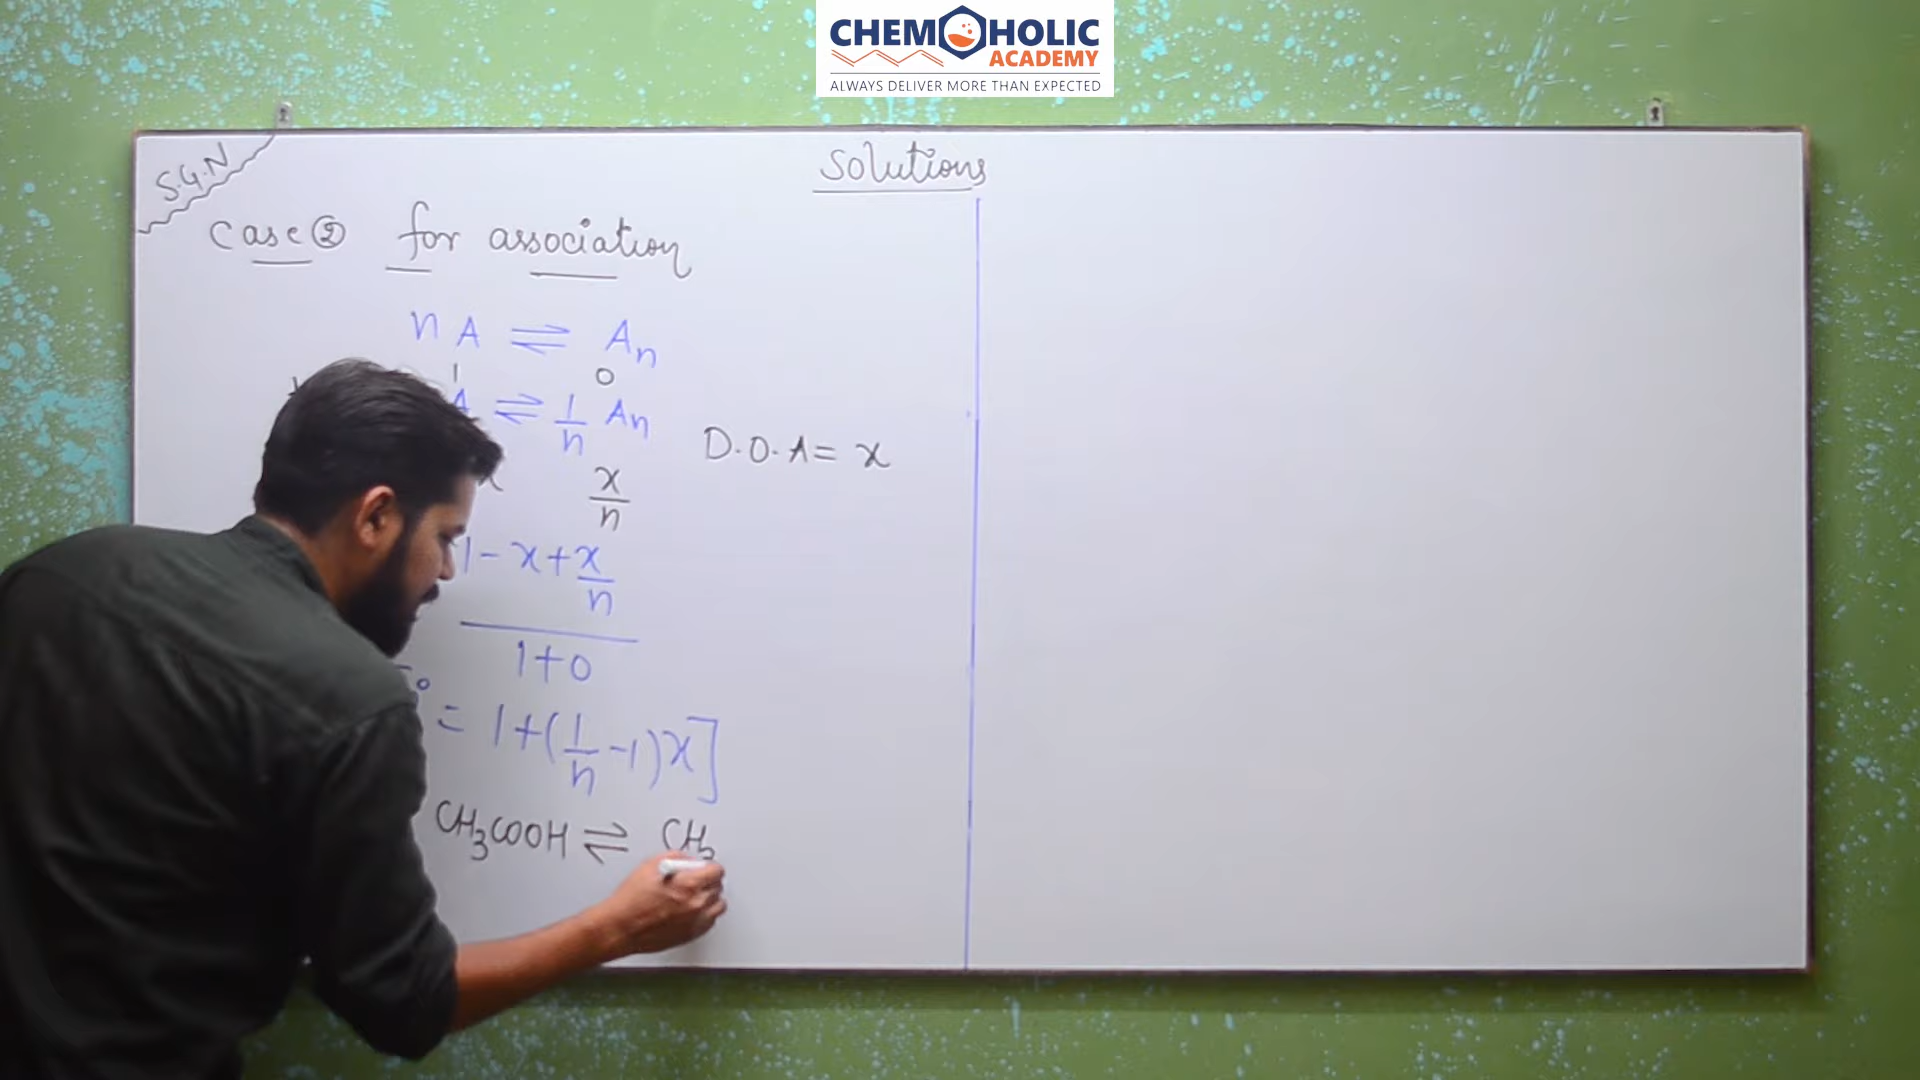 CHEMOHOLIC
ACADEMY
ALWAYS DELIVER MORE THAN EXPECTED
S.G.N
Solutions
Case ② for association
n A ⇌ An
1 0
A ⇌ 1/n An
D.O.A = x
x x/n
1 - x + x/n
1+0
= 1+(1/n -1)x]
CH3COOH ⇌ CH3